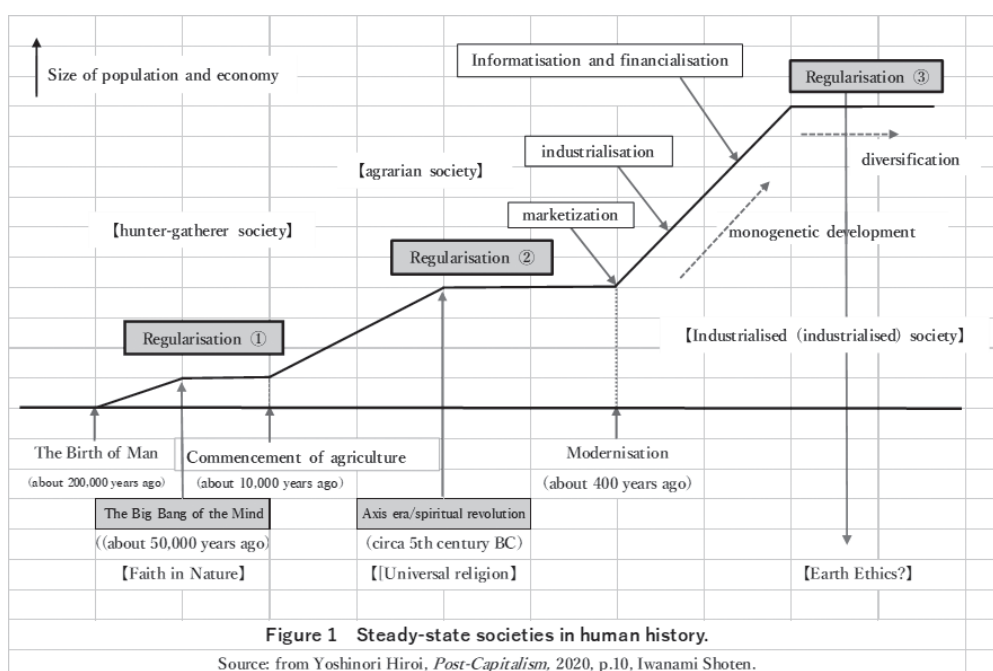 Size of population and economy
Informatisation and financialisation
Regularisation ③
industrialisation
diversification
【agrarian society】
marketization
【hunter-gatherer society】
monogenetic development
Regularisation ②
Regularisation ①
【Industrialised (industrialised) society】
The Birth of Man
(about 200,000 years ago)
Commencement of agriculture
(about 10,000 years ago)
Modernisation
(about 400 years ago)
The Big Bang of the Mind
((about 50,000 years ago)
【Faith in Nature】
Axis era/spiritual revolution
(circa 5th century BC)
【[Universal religion】
【Earth Ethics?】
Figure 1 Steady-state societies in human history.
Source: from Yoshinori Hiroi, Post-Capitalism, 2020, p.10, Iwanami Shoten.